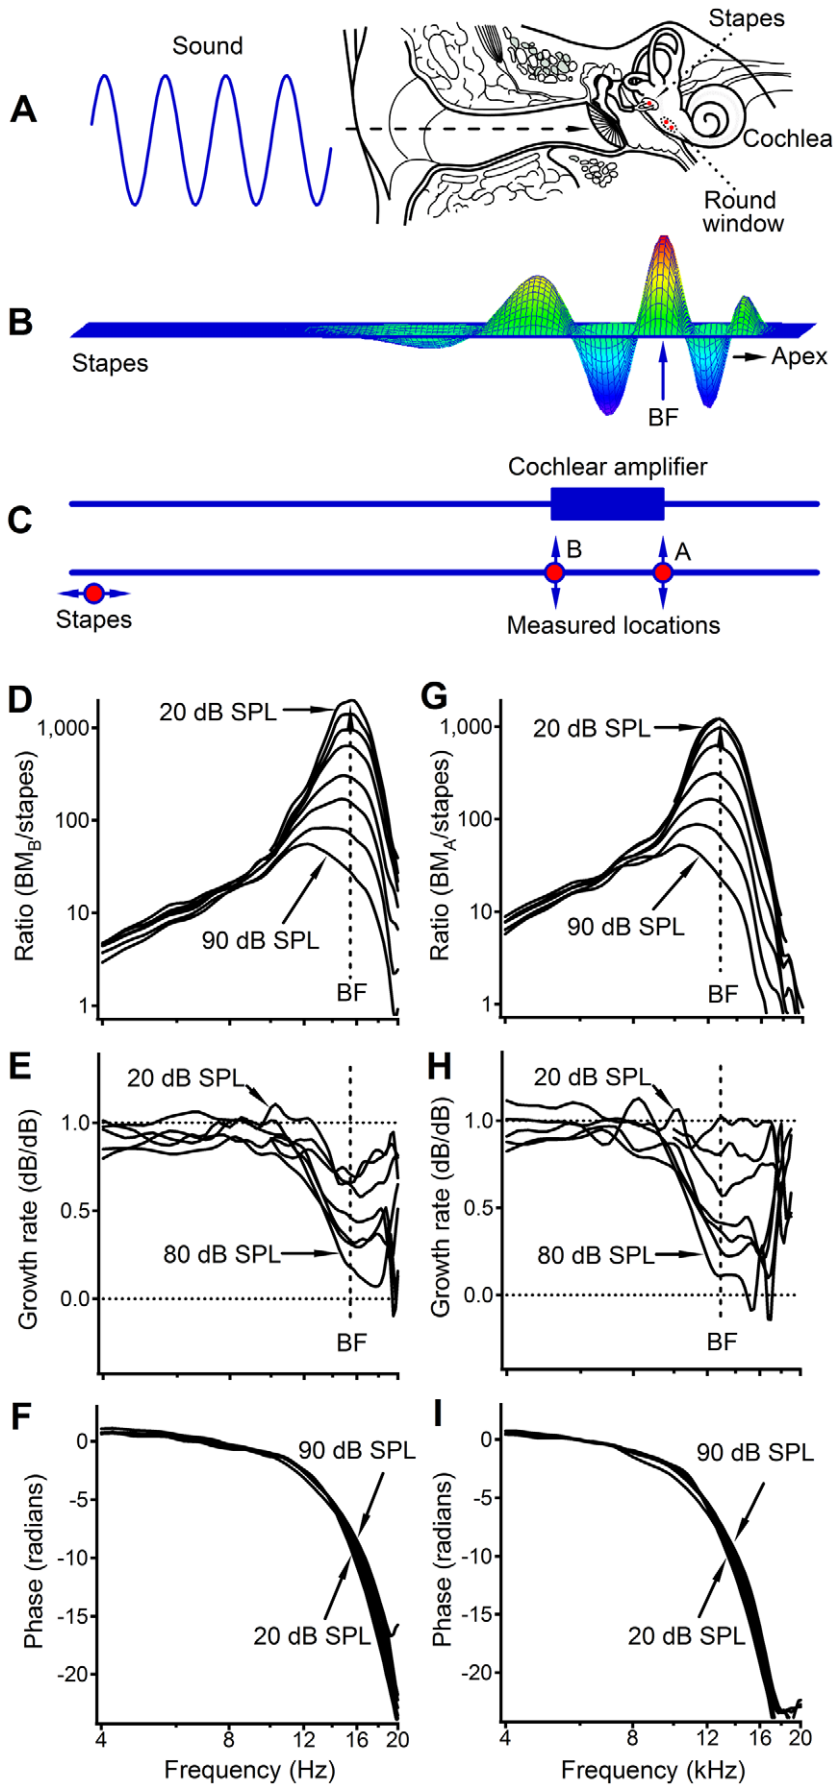 A
Sound
Stapes
Cochlea
Round
window
B
Stapes
Apex
BF
C
Cochlear amplifier
B
A
Stapes
Measured locations
D
Ratio (BM_B/stapes)
1,000
100
10
1
20 dB SPL
90 dB SPL
BF
G
Ratio (BM_A/stapes)
1,000
100
10
1
20 dB SPL
90 dB SPL
BF
E
Growth rate (dB/dB)
1.0
0.5
0.0
20 dB SPL
80 dB SPL
BF
H
Growth rate (dB/dB)
1.0
0.5
0.0
20 dB SPL
80 dB SPL
BF
F
Phase (radians)
0
-5
-10
-15
-20
90 dB SPL
20 dB SPL
4 8 12 16 20
Frequency (Hz)
I
Phase (radians)
0
-5
-10
-15
-20
90 dB SPL
20 dB SPL
4 8 12 16 20
Frequency (kHz)